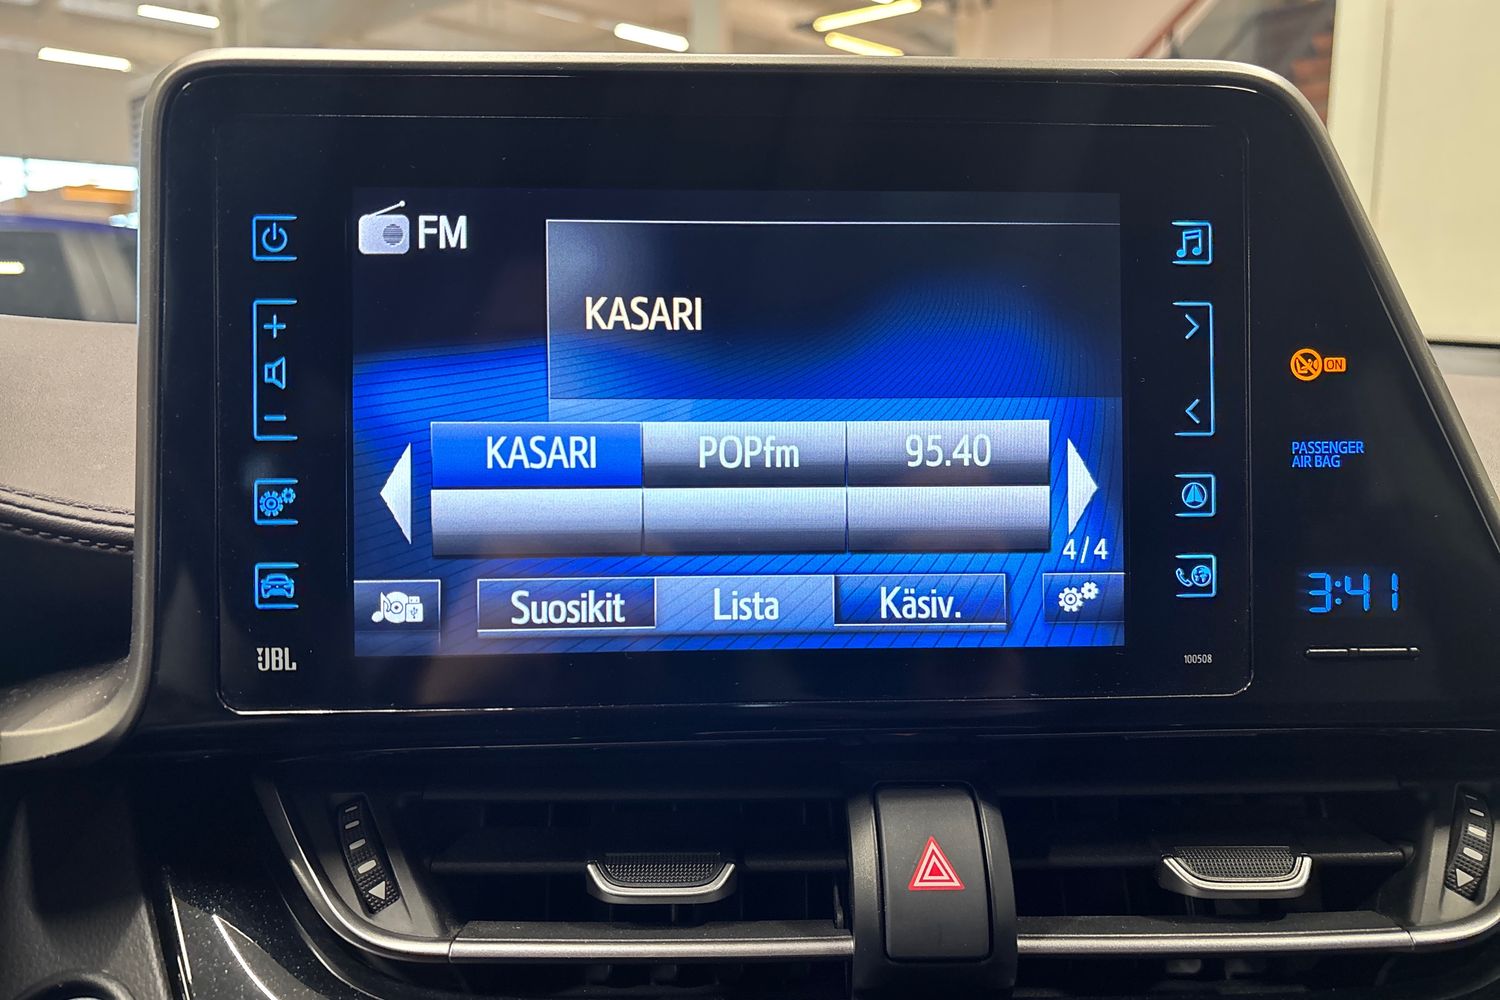 FM
KASARI
KASARI POPfm 95.40
4/4
Suosikit Lista Käsiv.
JBL
100508
ON
PASSENGER
AIR BAG
3:41